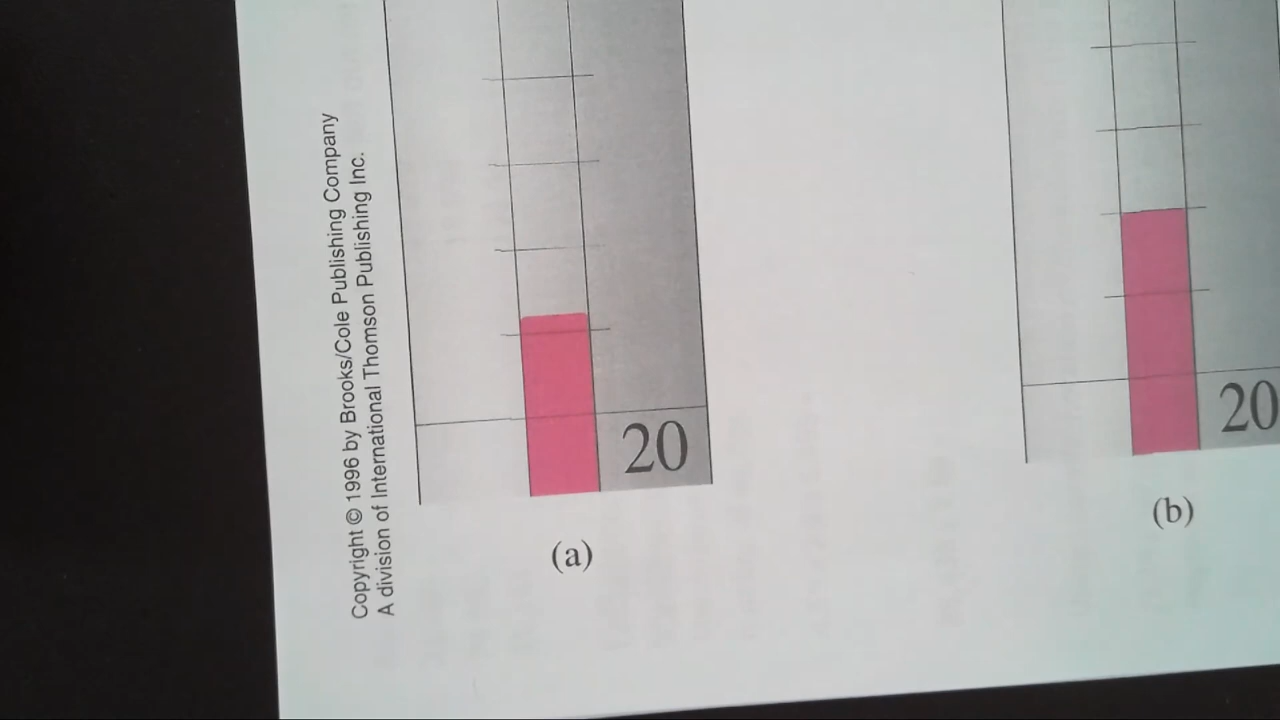 Copyright © 1996 by Brooks/Cole Publishing Company
A division of International Thomson Publishing Inc.
20
20
(a)
(b)